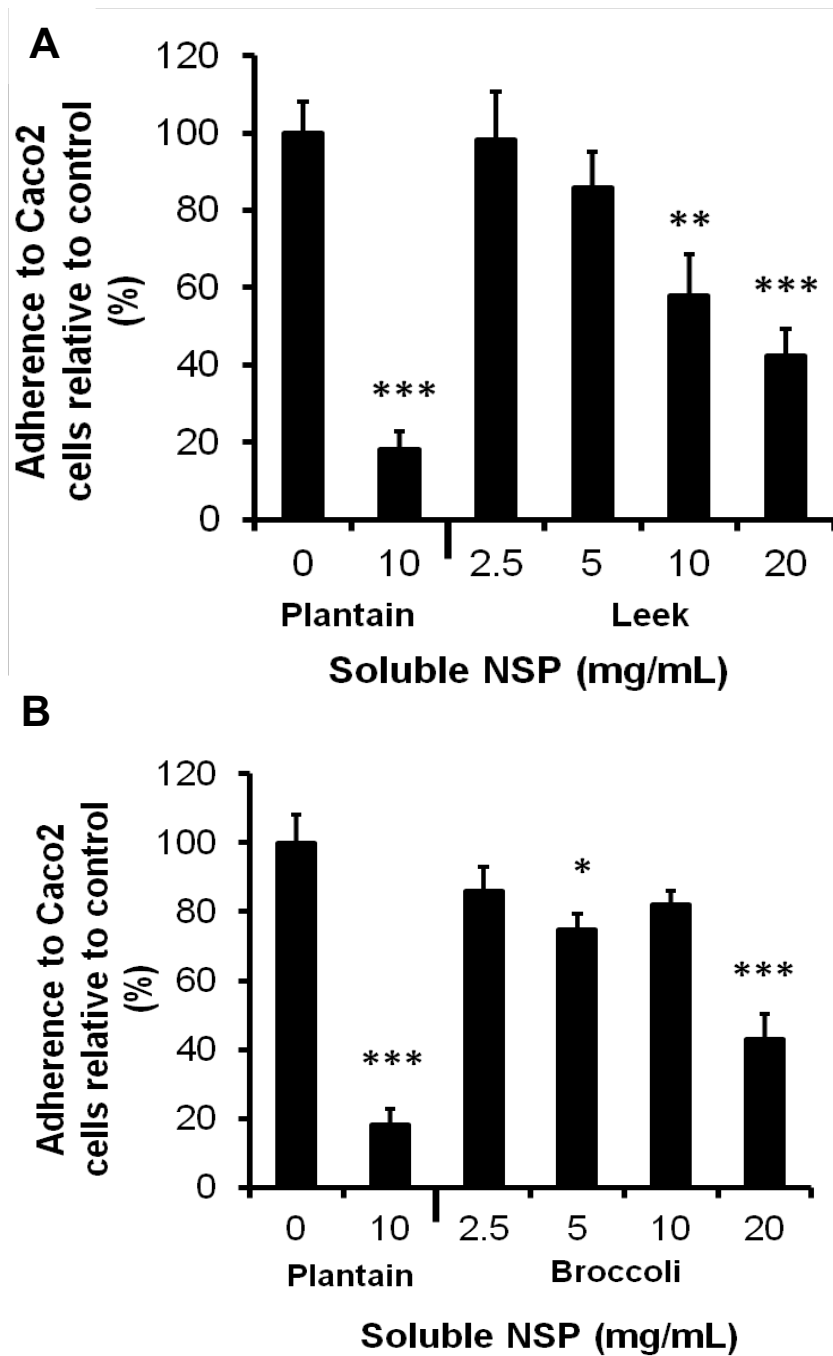 A
Adherence to Caco2
cells relative to control
(%)
120
100
80
60
40
20
0
***
**
***
0 10 2.5 5 10 20
Plantain Leek
Soluble NSP (mg/mL)
B
Adherence to Caco2
cells relative to control
(%)
120
100
80
60
40
20
0
***
*
***
0 10 2.5 5 10 20
Plantain Broccoli
Soluble NSP (mg/mL)